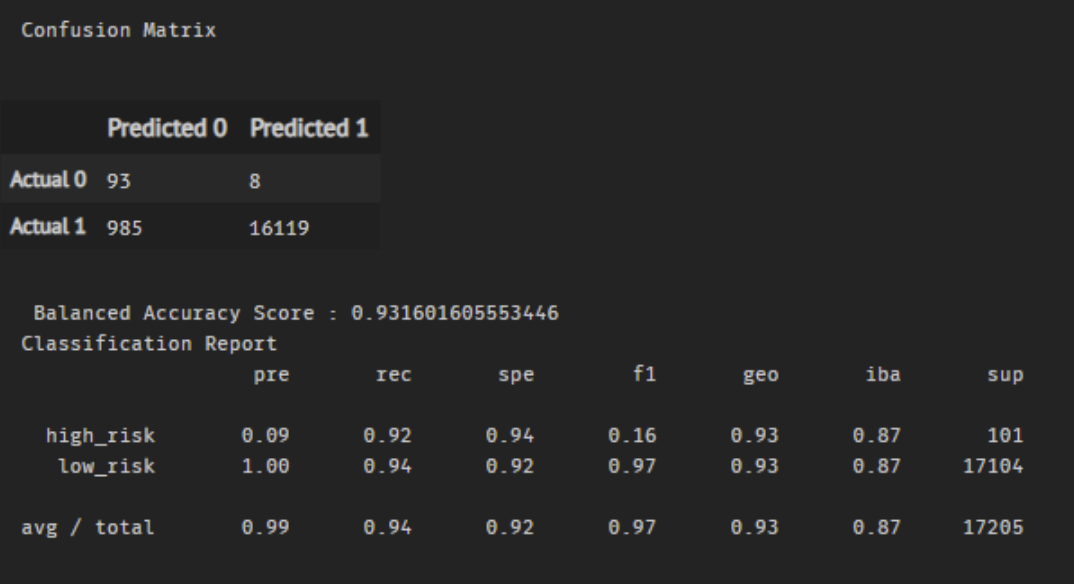 Confusion Matrix
Predicted 0 Predicted 1
Actual 0 93 8
Actual 1 985 16119
Balanced Accuracy Score : 0.931601605553446
Classification Report
pre rec spe f1 geo iba sup
high_risk 0.09 0.92 0.94 0.16 0.93 0.87 101
low_risk 1.00 0.94 0.92 0.97 0.93 0.87 17104
avg / total 0.99 0.94 0.92 0.97 0.93 0.87 17205